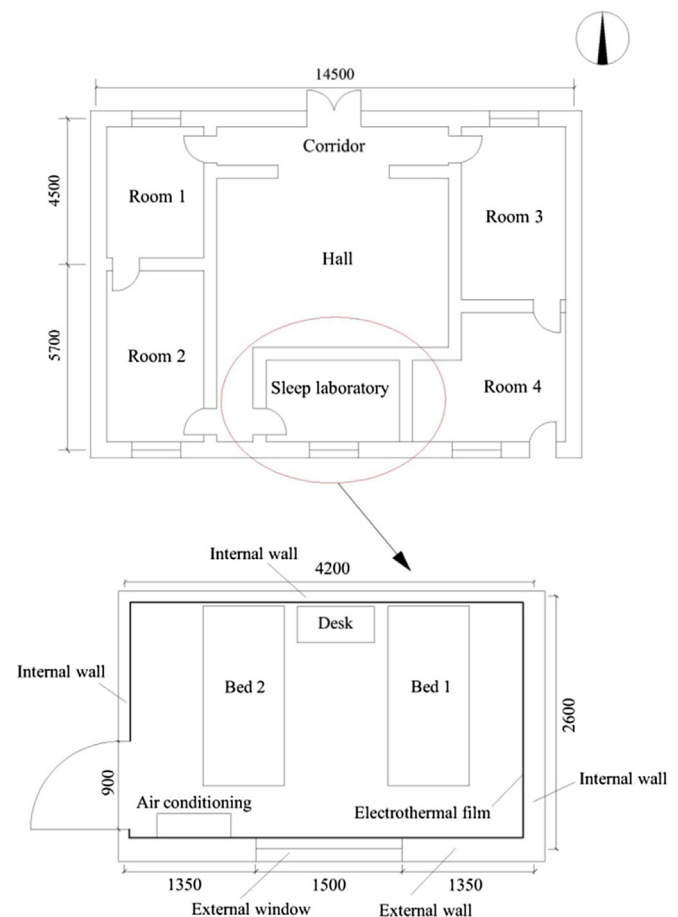 14500
Corridor
4500
Room 1
Room 3
Hall
5700
Room 2
Sleep laboratory
Room 4
Internal wall
4200
Desk
Internal wall
Bed 2
Bed 1
2600
900
Internal wall
Air conditioning
Electrothermal film
1350
1500
1350
External window
External wall